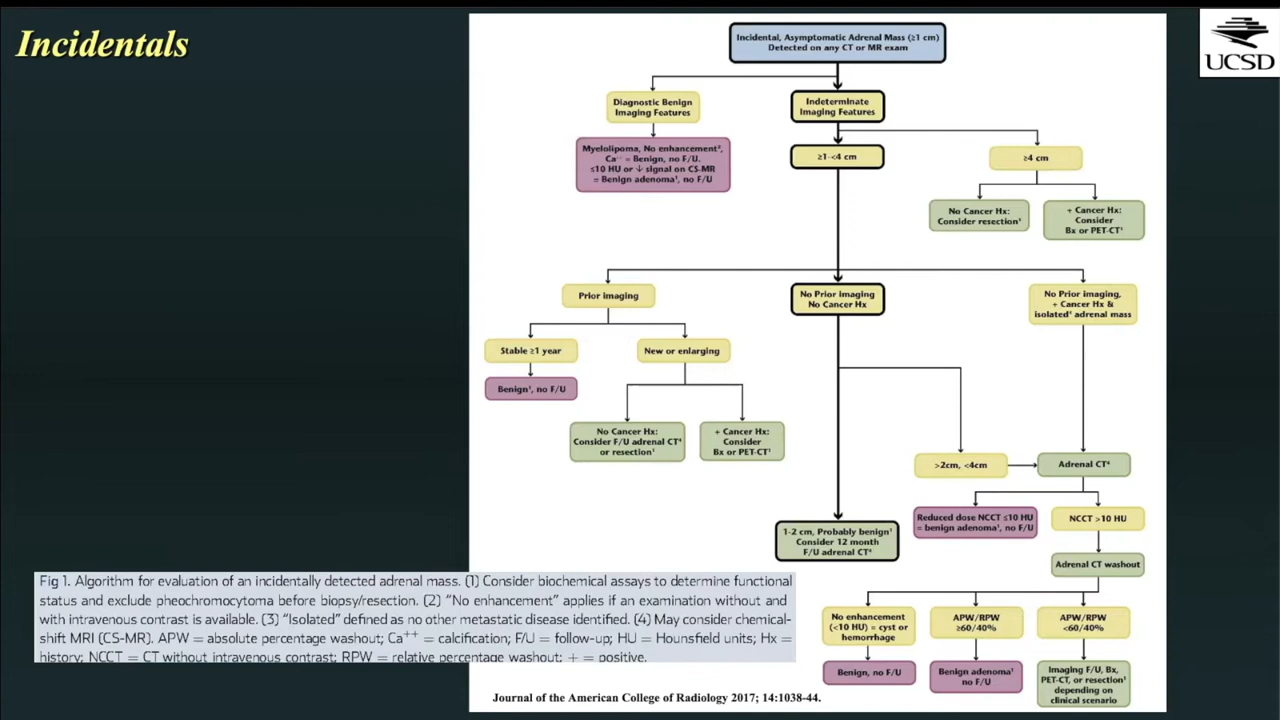 Incidentals
UCSD
Incidental, Asymptomatic Adrenal Mass (≥1 cm)
Detected on any CT or MR exam
Diagnostic Benign
Imaging Features
Indeterminate
Imaging Features
Myelolipoma, No enhancement²,
Ca⁺⁺ = Benign, no F/U.
≤10 HU or ↓ signal on CS-MR
= Benign adenoma¹, no F/U
≥1-<4 cm
≥4 cm
No Cancer Hx:
Consider resection¹
+ Cancer Hx:
Consider
Bx or PET-CT¹
Prior imaging
No Prior imaging
No Cancer Hx
No Prior imaging,
+ Cancer Hx &
isolated³ adrenal mass
Stable ≥1 year
New or enlarging
Benign¹, no F/U
No Cancer Hx:
Consider F/U adrenal CT⁴
or resection¹
+ Cancer Hx:
Consider
Bx or PET-CT¹
>2cm, <4cm
Adrenal CT⁴
Reduced dose NCCT ≤10 HU
= benign adenoma¹, no F/U
NCCT >10 HU
1-2 cm, Probably benign¹
Consider 12 month
F/U adrenal CT⁴
Adrenal CT washout
No enhancement
(<10 HU) = cyst or
hemorrhage
APW/RPW
≥60/40%
APW/RPW
<60/40%
Benign, no F/U
Benign adenoma¹
no F/U
Imaging F/U, Bx,
PET-CT, or resection¹
depending on
clinical scenario
Fig 1. Algorithm for evaluation of an incidentally detected adrenal mass. (1) Consider biochemical assays to determine functional
status and exclude pheochromocytoma before biopsy/resection. (2) "No enhancement" applies if an examination without and
with intravenous contrast is available. (3) "Isolated" defined as no other metastatic disease identified. (4) May consider chemical-
shift MRI (CS-MR). APW = absolute percentage washout; Ca⁺⁺ = calcification; F/U = follow-up; HU = Hounsfield units; Hx =
history; NCCT = CT without intravenous contrast; RPW = relative percentage washout; + = positive.
Journal of the American College of Radiology 2017; 14:1038-44.